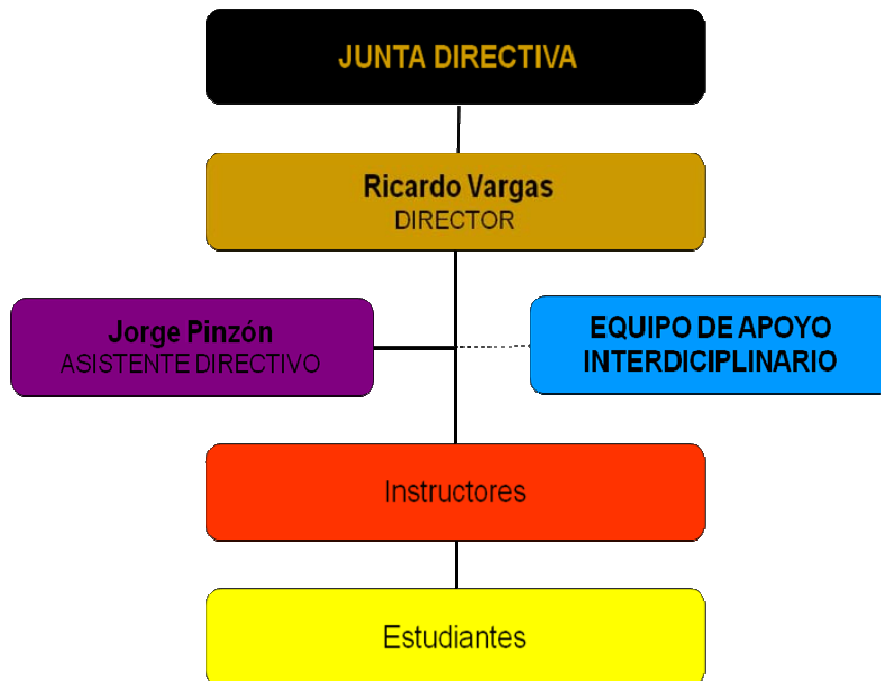 JUNTA DIRECTIVA
Ricardo Vargas
DIRECTOR
Jorge Pinzón
ASISTENTE DIRECTIVO
EQUIPO DE APOYO
INTERDICIPLINARIO
Instructores
Estudiantes